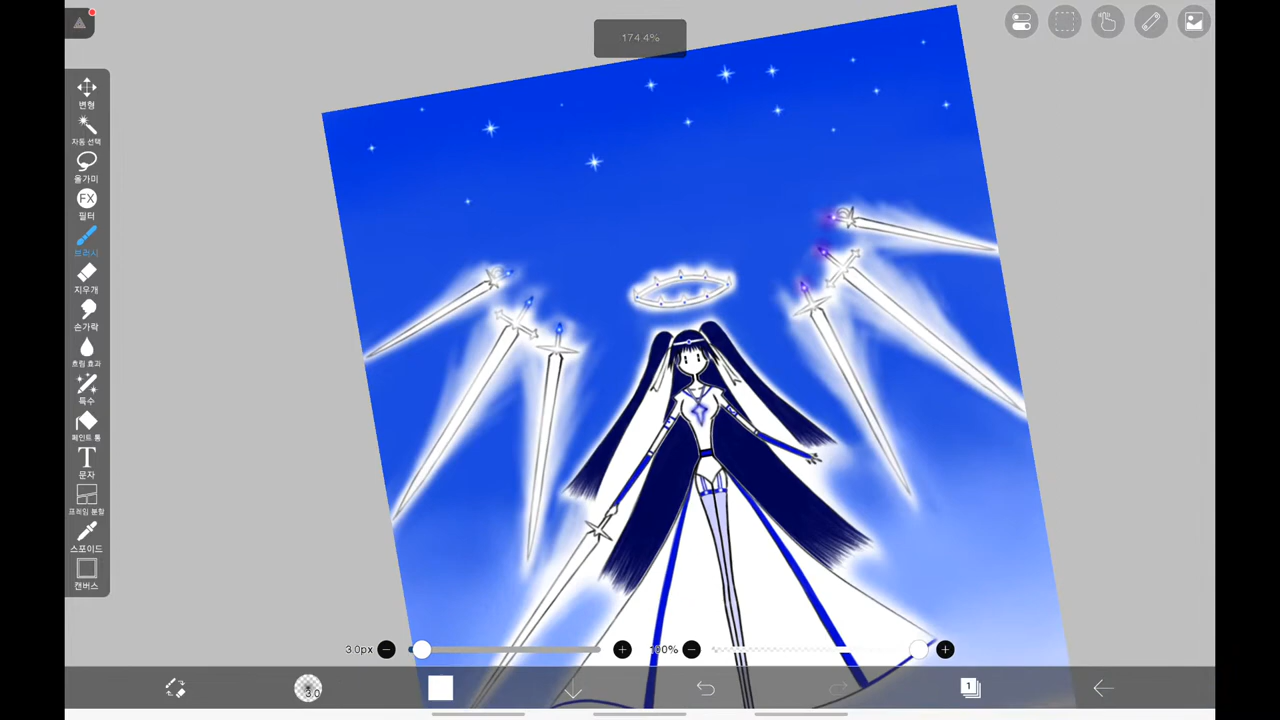 174.4%
변형
자동 선택
올가미
FX
필터
브러시
지우개
손가락
흐림 효과
특수
페인트 통
T
문자
프레임 분할
스포이드
캔버스
3.0px
100%
3.0
1